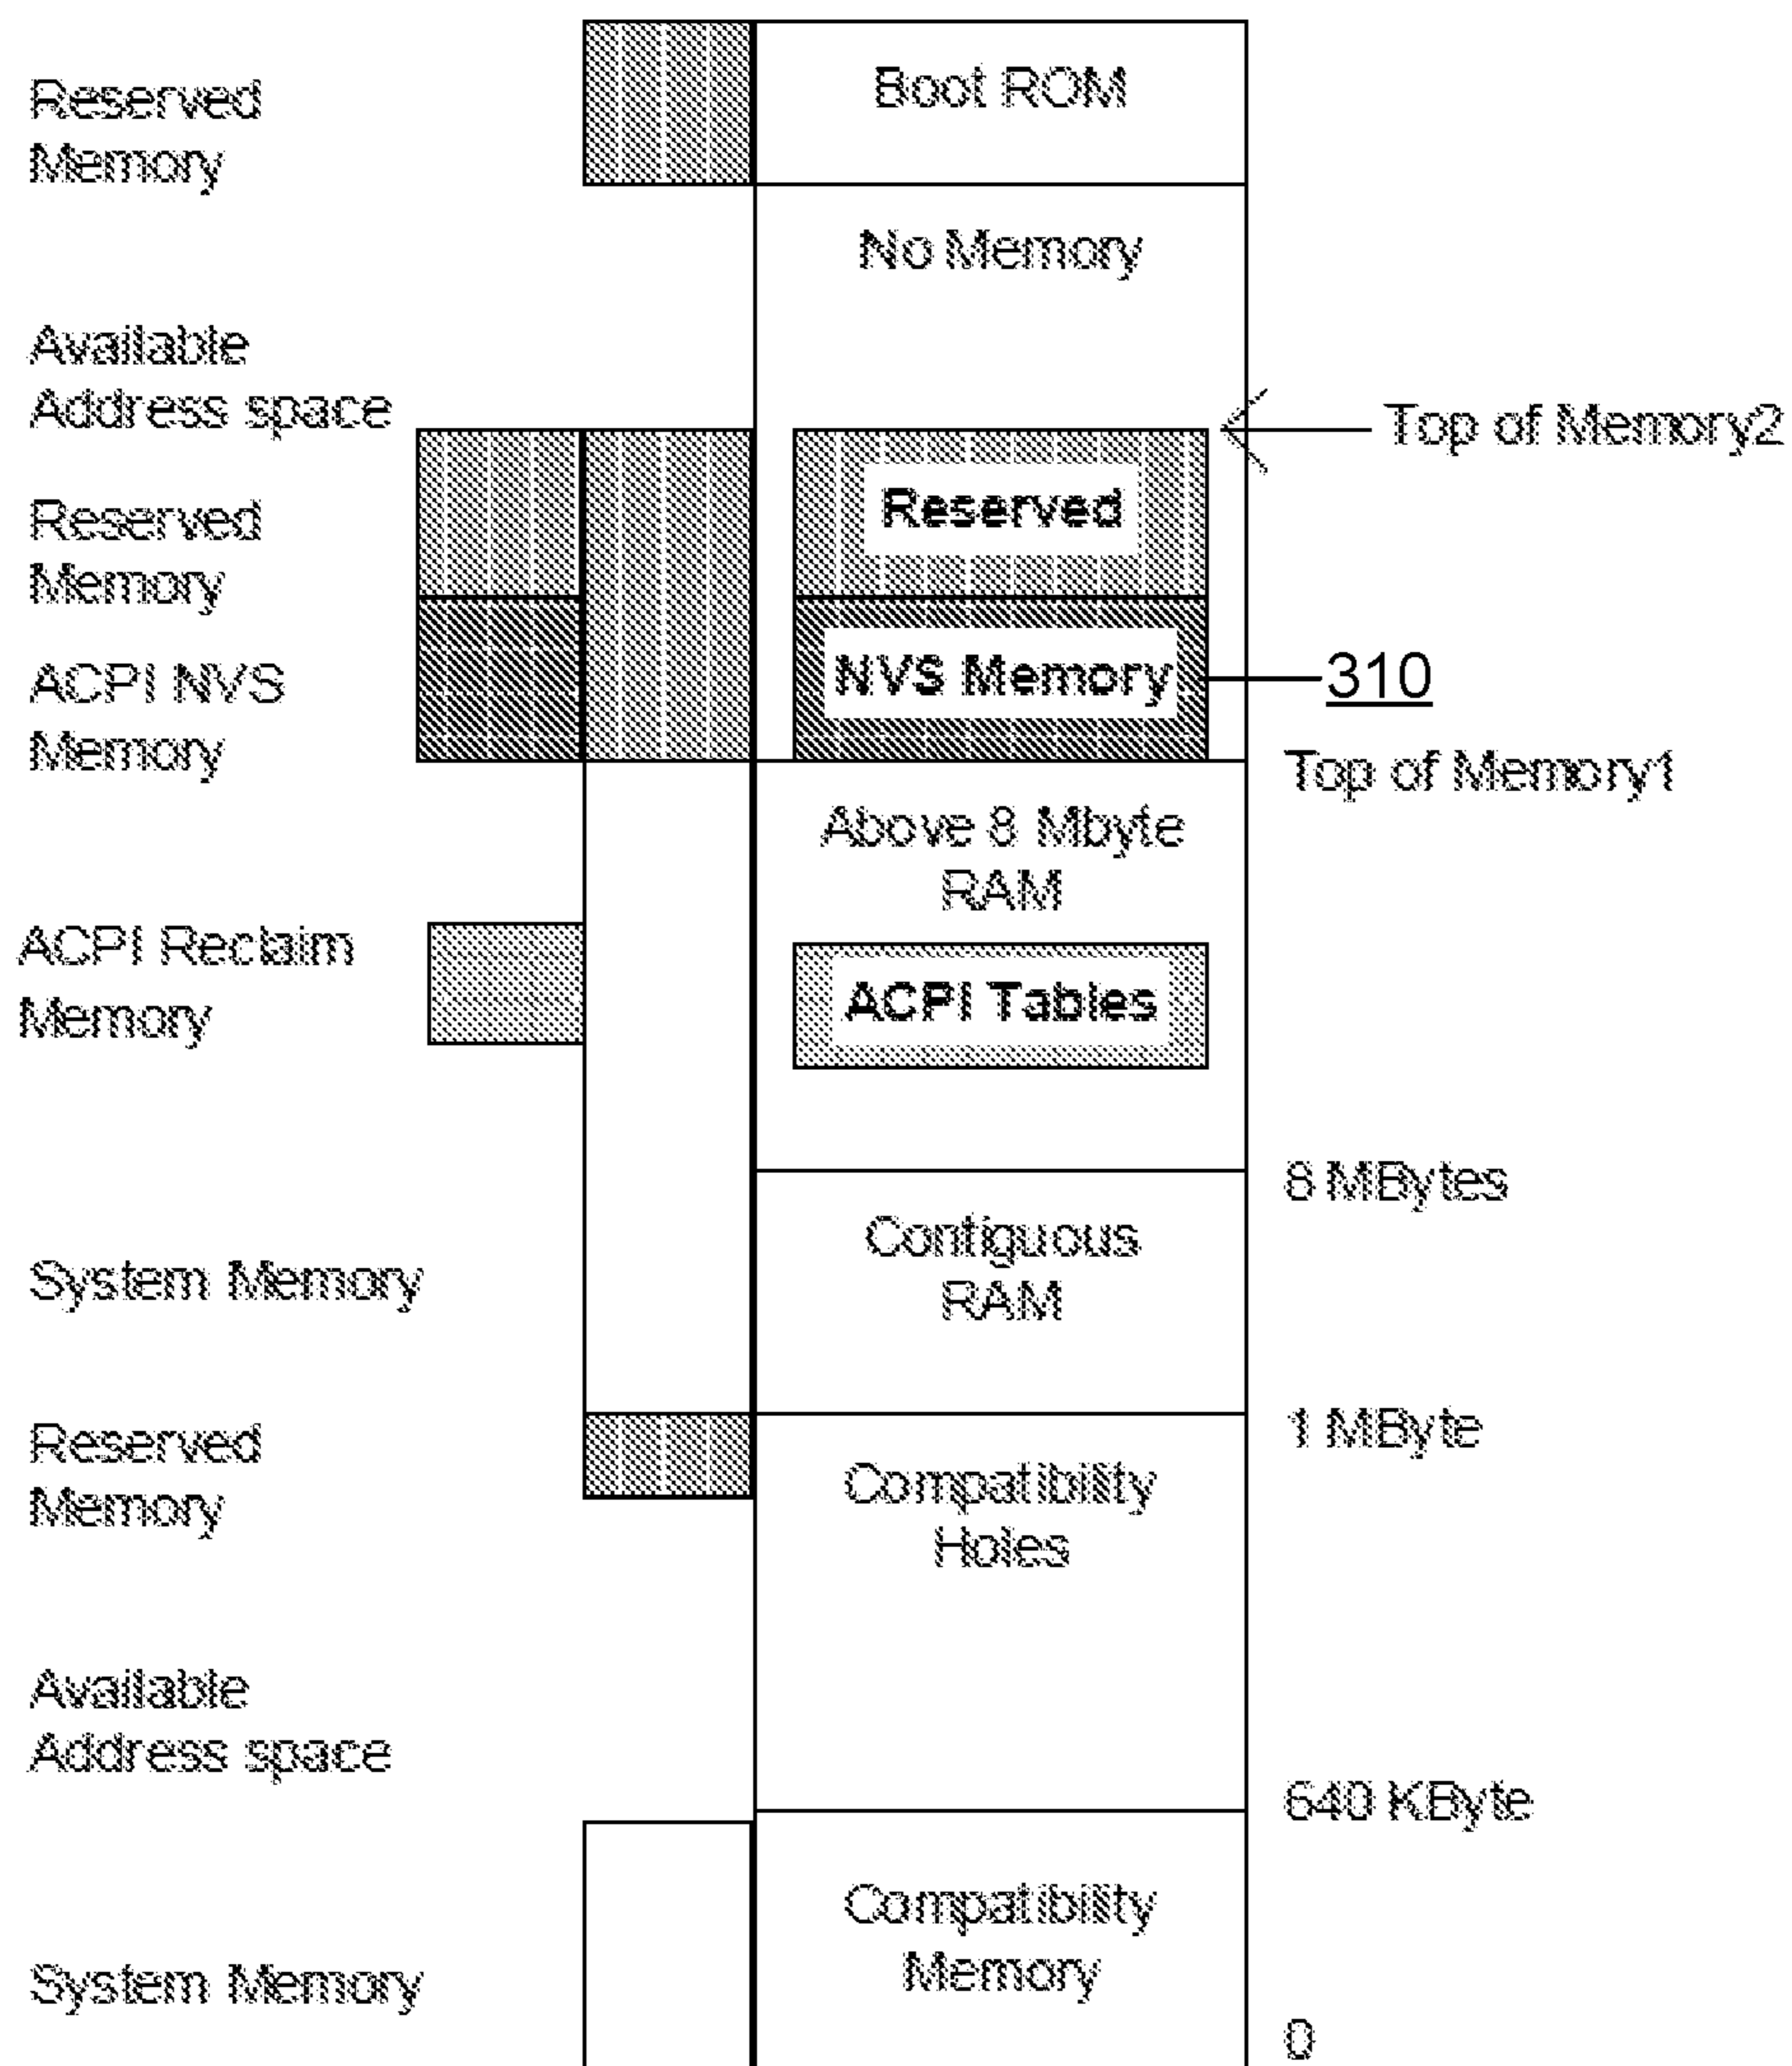 Boot ROM
Reserved
Memory
No Memory
Available
Address space
Top of Memory2
Reserved
Reserved
Memory
NVS Memory
310
ACPI NVS
Memory
Top of Memory1
Above 8 Mbyte
RAM
ACPI Reclaim
Memory
ACPI Tables
8 MBytes
Contiguous
RAM
System Memory
1 MByte
Reserved
Memory
Compatibility
Holes
Available
Address space
640 KByte
Compatibility
Memory
System Memory
0